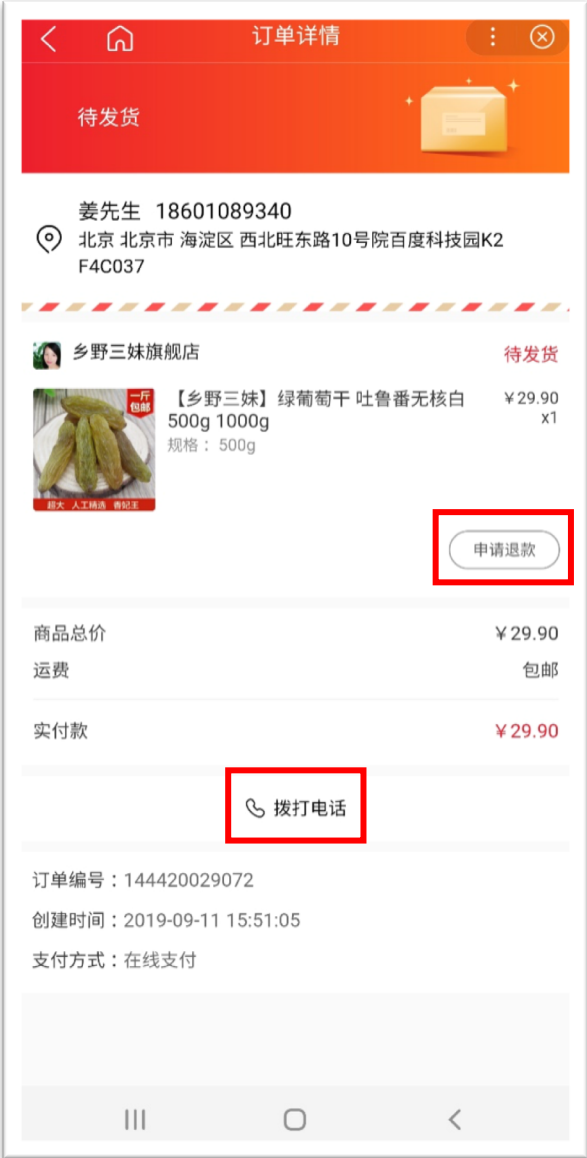 订单详情
待发货
姜先生 18601089340
北京 北京市 海淀区 西北旺东路10号院百度科技园K2
F4C037
乡野三妹旗舰店
待发货
【乡野三妹】绿葡萄干 吐鲁番无核白
500g 1000g
规格： 500g
￥29.90
x1
一斤
包邮
超大 人工精选 香妃王
申请退款
商品总价 ￥29.90
运费 包邮
实付款 ￥29.90
拨打电话
订单编号：144420029072
创建时间：2019-09-11 15:51:05
支付方式：在线支付